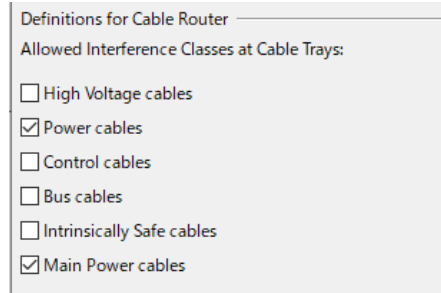 Definitions for Cable Router
Allowed Interference Classes at Cable Trays:
High Voltage cables
Power cables
Control cables
Bus cables
Intrinsically Safe cables
Main Power cables